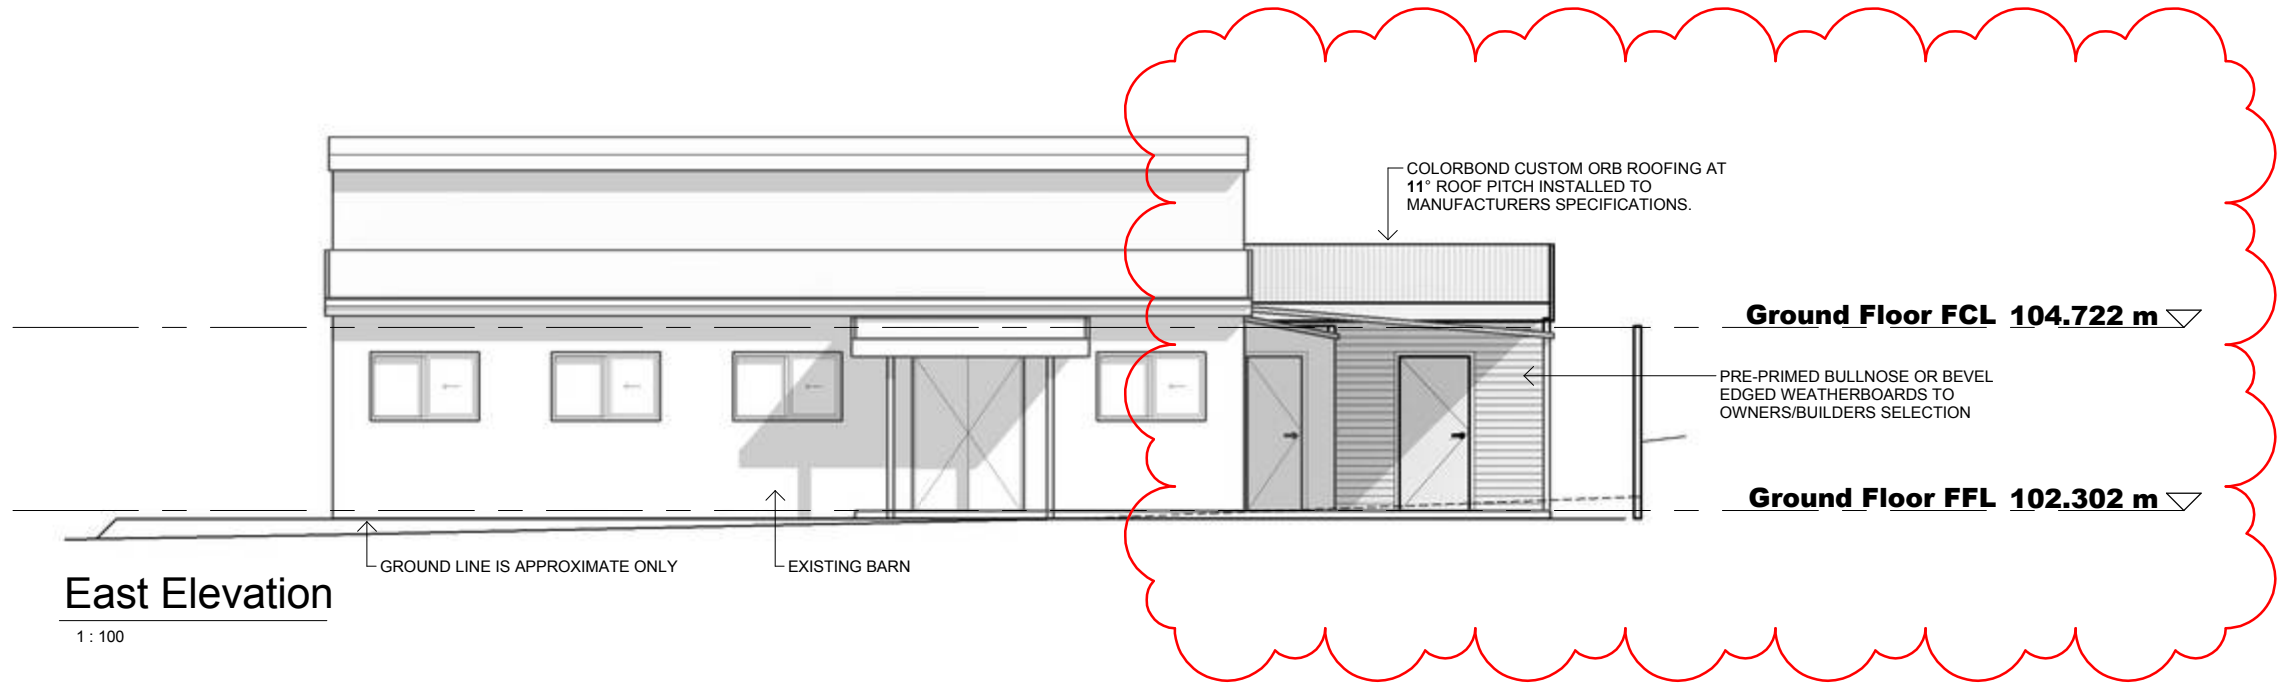 COLORBOND CUSTOM ORB ROOFING AT
11° ROOF PITCH INSTALLED TO
MANUFACTURERS SPECIFICATIONS.
Ground Floor FCL 104.722 m
PRE-PRIMED BULLNOSE OR BEVEL
EDGED WEATHERBOARDS TO
OWNERS/BUILDERS SELECTION
Ground Floor FFL 102.302 m
GROUND LINE IS APPROXIMATE ONLY
EXISTING BARN
East Elevation
1 : 100